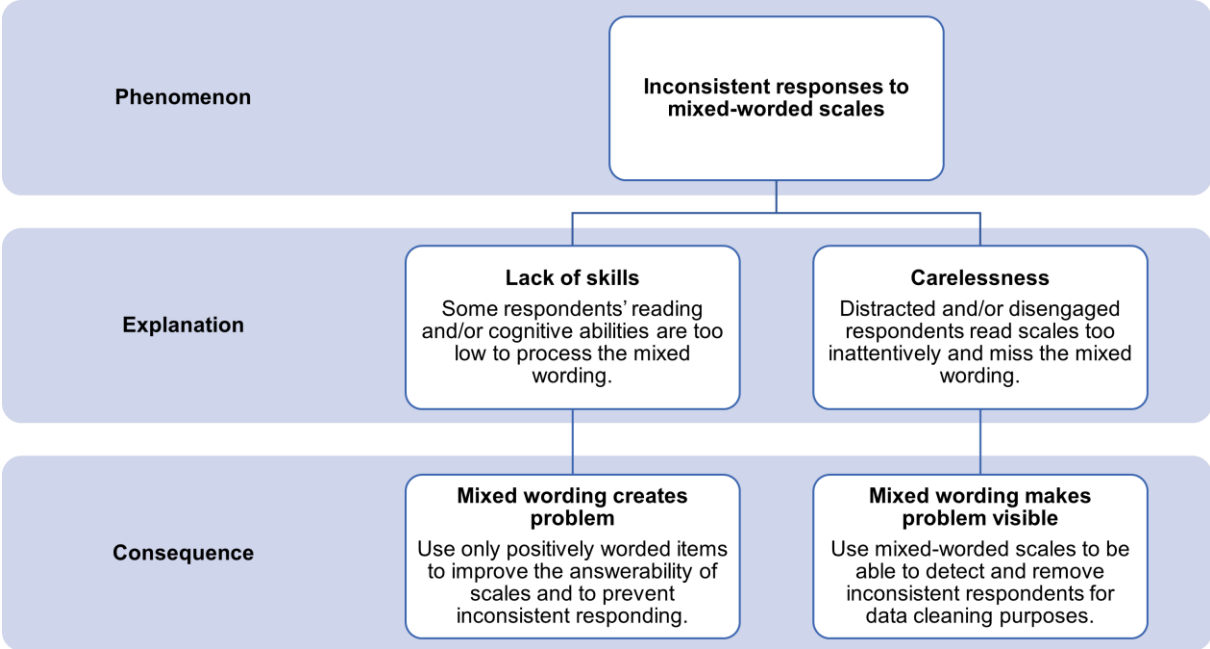 Phenomenon
Inconsistent responses to
mixed-worded scales
Explanation
Lack of skills
Some respondents’ reading
and/or cognitive abilities are too
low to process the mixed
wording.
Carelessness
Distracted and/or disengaged
respondents read scales too
inattentively and miss the mixed
wording.
Consequence
Mixed wording creates
problem
Use only positively worded items
to improve the answerability of
scales and to prevent
inconsistent responding.
Mixed wording makes
problem visible
Use mixed-worded scales to be
able to detect and remove
inconsistent respondents for
data cleaning purposes.